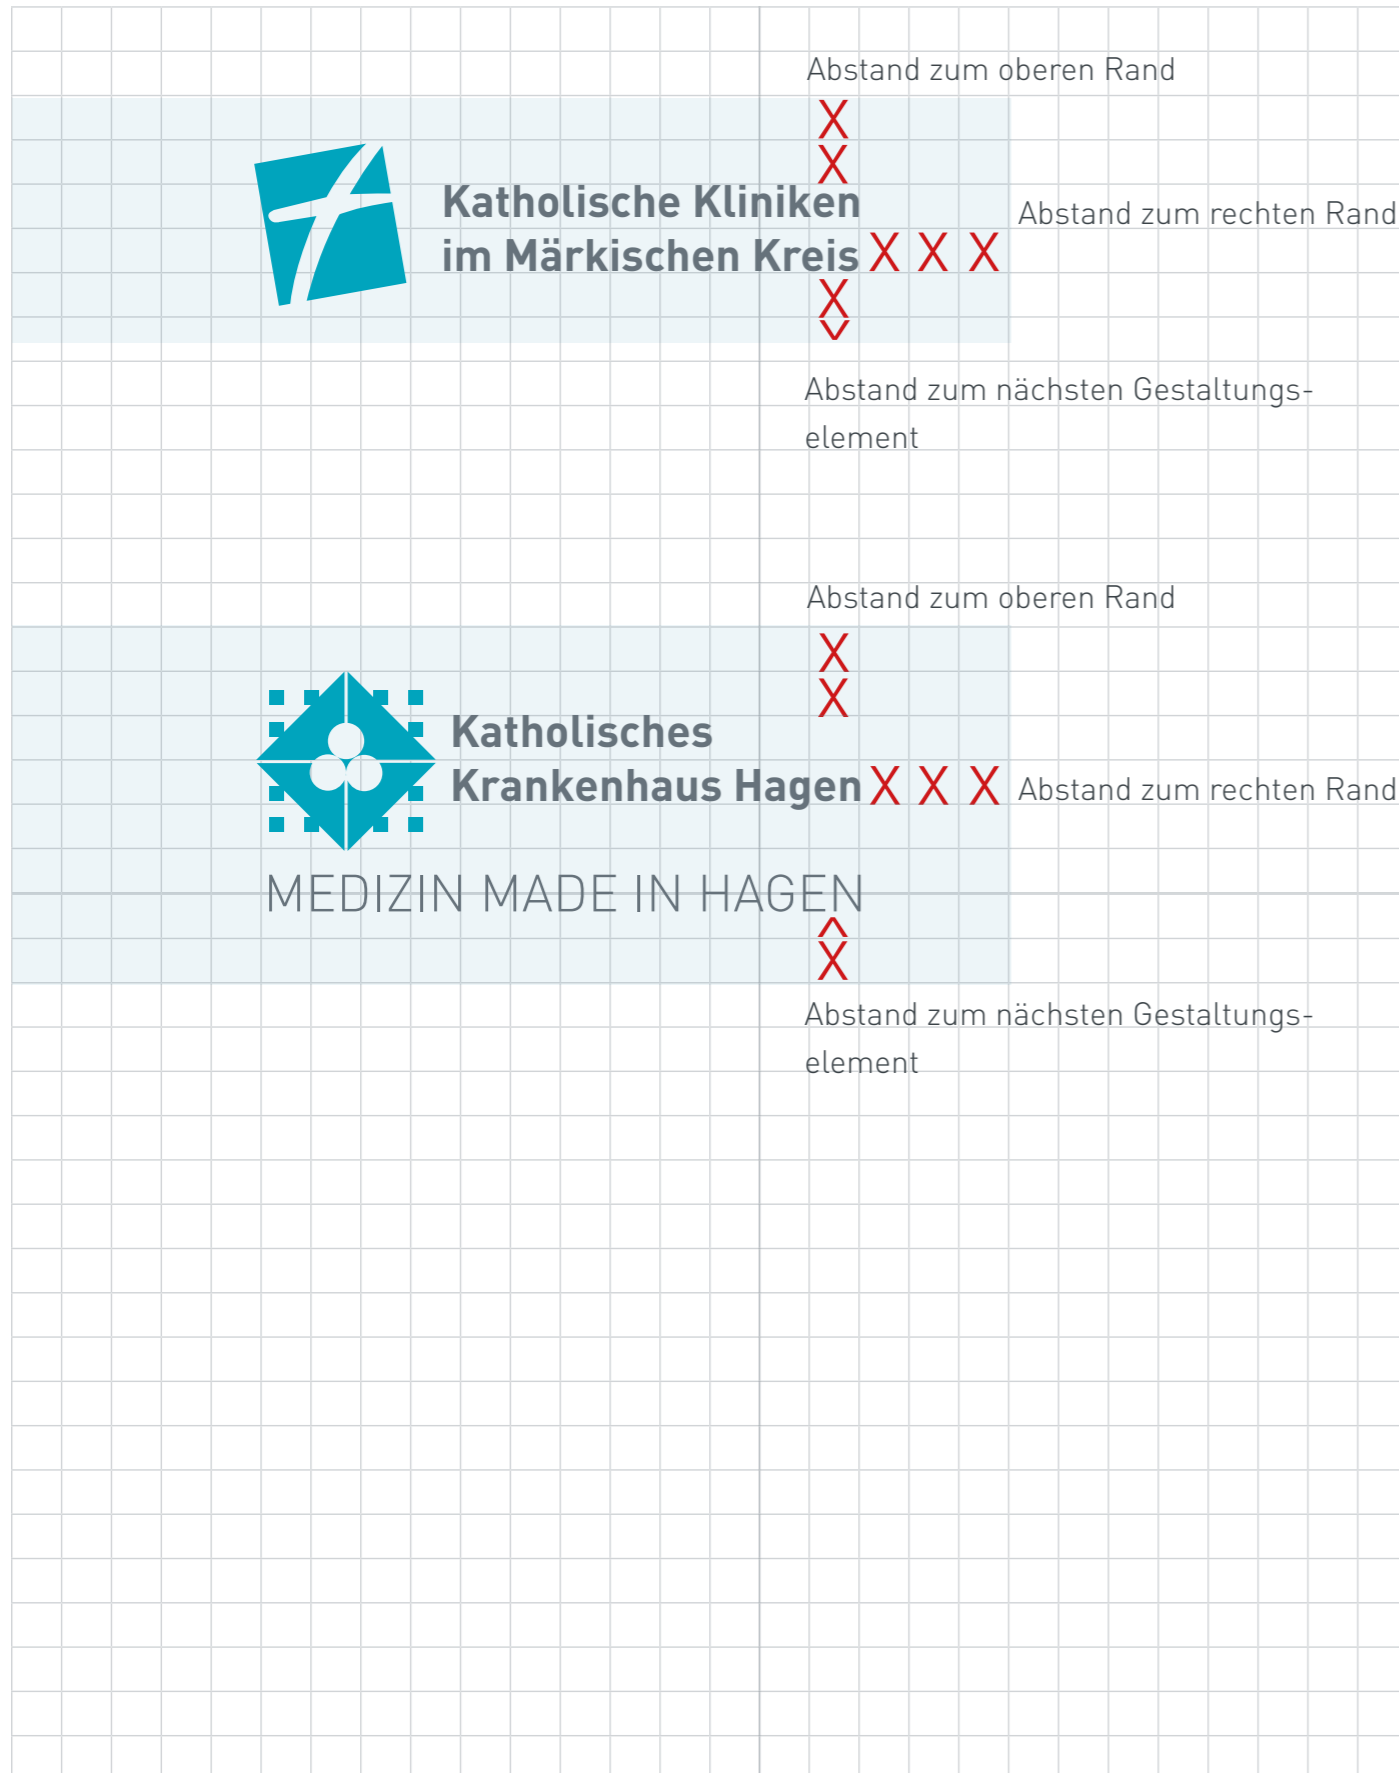 Abstand zum oberen Rand
X
X
Katholische Kliniken
Abstand zum rechten Rand
im Märkischen Kreis X X X
X
Abstand zum nächsten Gestaltungs-
element
Abstand zum oberen Rand
X
X
Katholisches
Krankenhaus Hagen X X X Abstand zum rechten Rand
MEDIZIN MADE IN HAGEN
X
Abstand zum nächsten Gestaltungs-
element